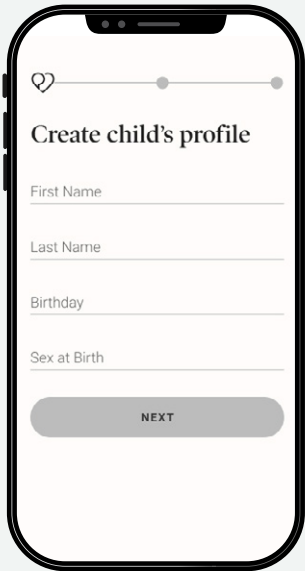 Create child's profile
First Name
Last Name
Birthday
Sex at Birth
NEXT